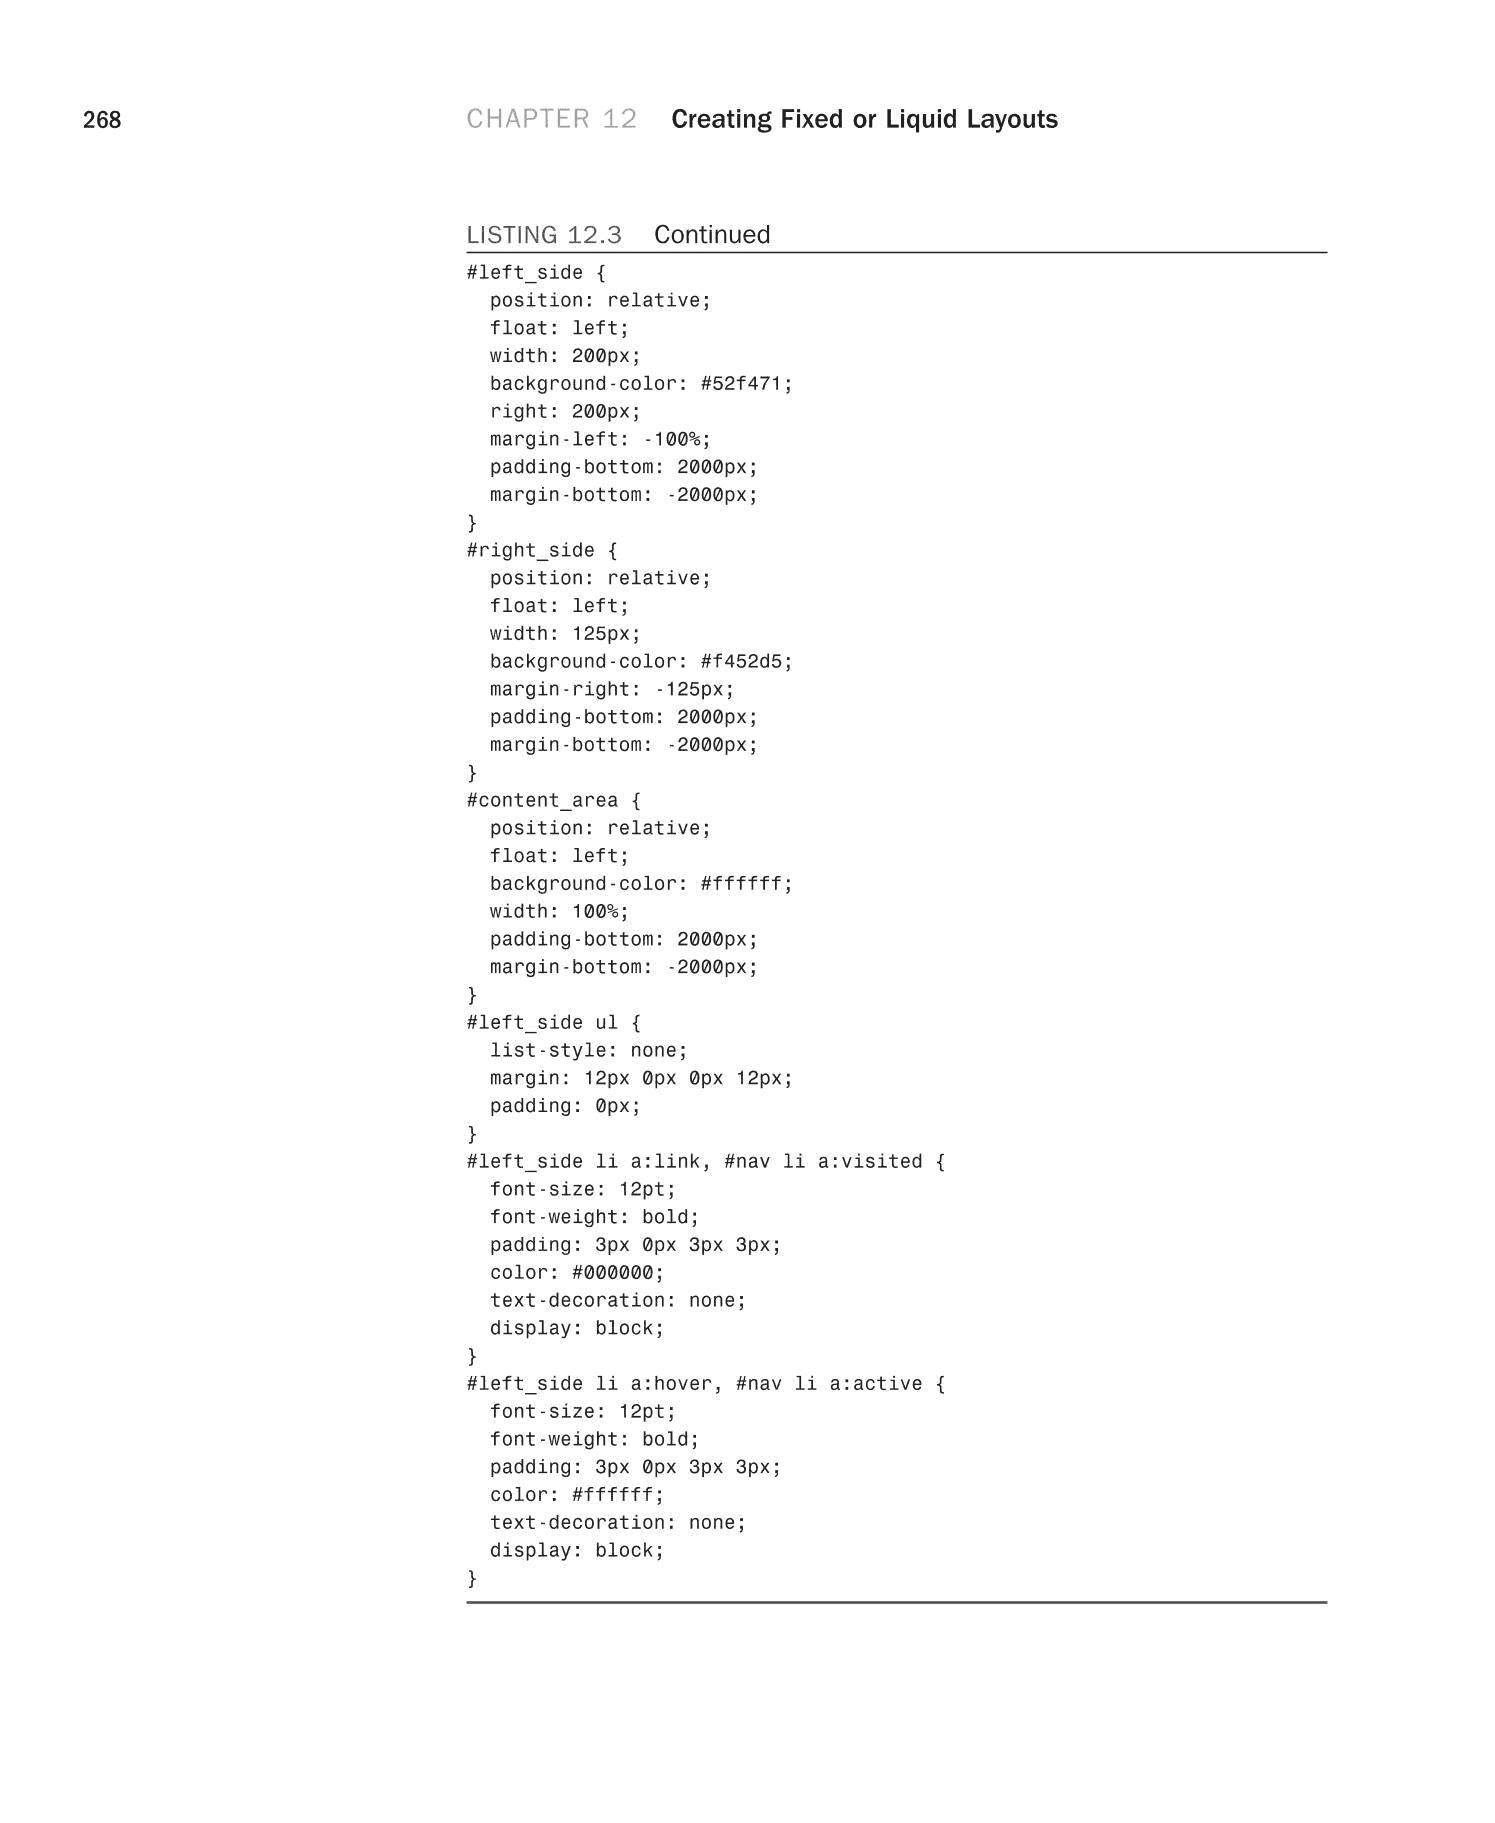 268 CHAPTER 12 Creating Fixed or Liquid Layouts
LISTING 12.3 Continued
#left_side {
  position: relative;
  float: left;
  width: 200px;
  background-color: #52f471;
  right: 200px;
  margin-left: -100%;
  padding-bottom: 2000px;
  margin-bottom: -2000px;
}
#right_side {
  position: relative;
  float: left;
  width: 125px;
  background-color: #f452d5;
  margin-right: -125px;
  padding-bottom: 2000px;
  margin-bottom: -2000px;
}
#content_area {
  position: relative;
  float: left;
  background-color: #ffffff;
  width: 100%;
  padding-bottom: 2000px;
  margin-bottom: -2000px;
}
#left_side ul {
  list-style: none;
  margin: 12px 0px 0px 12px;
  padding: 0px;
}
#left_side li a:link, #nav li a:visited {
  font-size: 12pt;
  font-weight: bold;
  padding: 3px 0px 3px 3px;
  color: #000000;
  text-decoration: none;
  display: block;
}
#left_side li a:hover, #nav li a:active {
  font-size: 12pt;
  font-weight: bold;
  padding: 3px 0px 3px 3px;
  color: #ffffff;
  text-decoration: none;
  display: block;
}